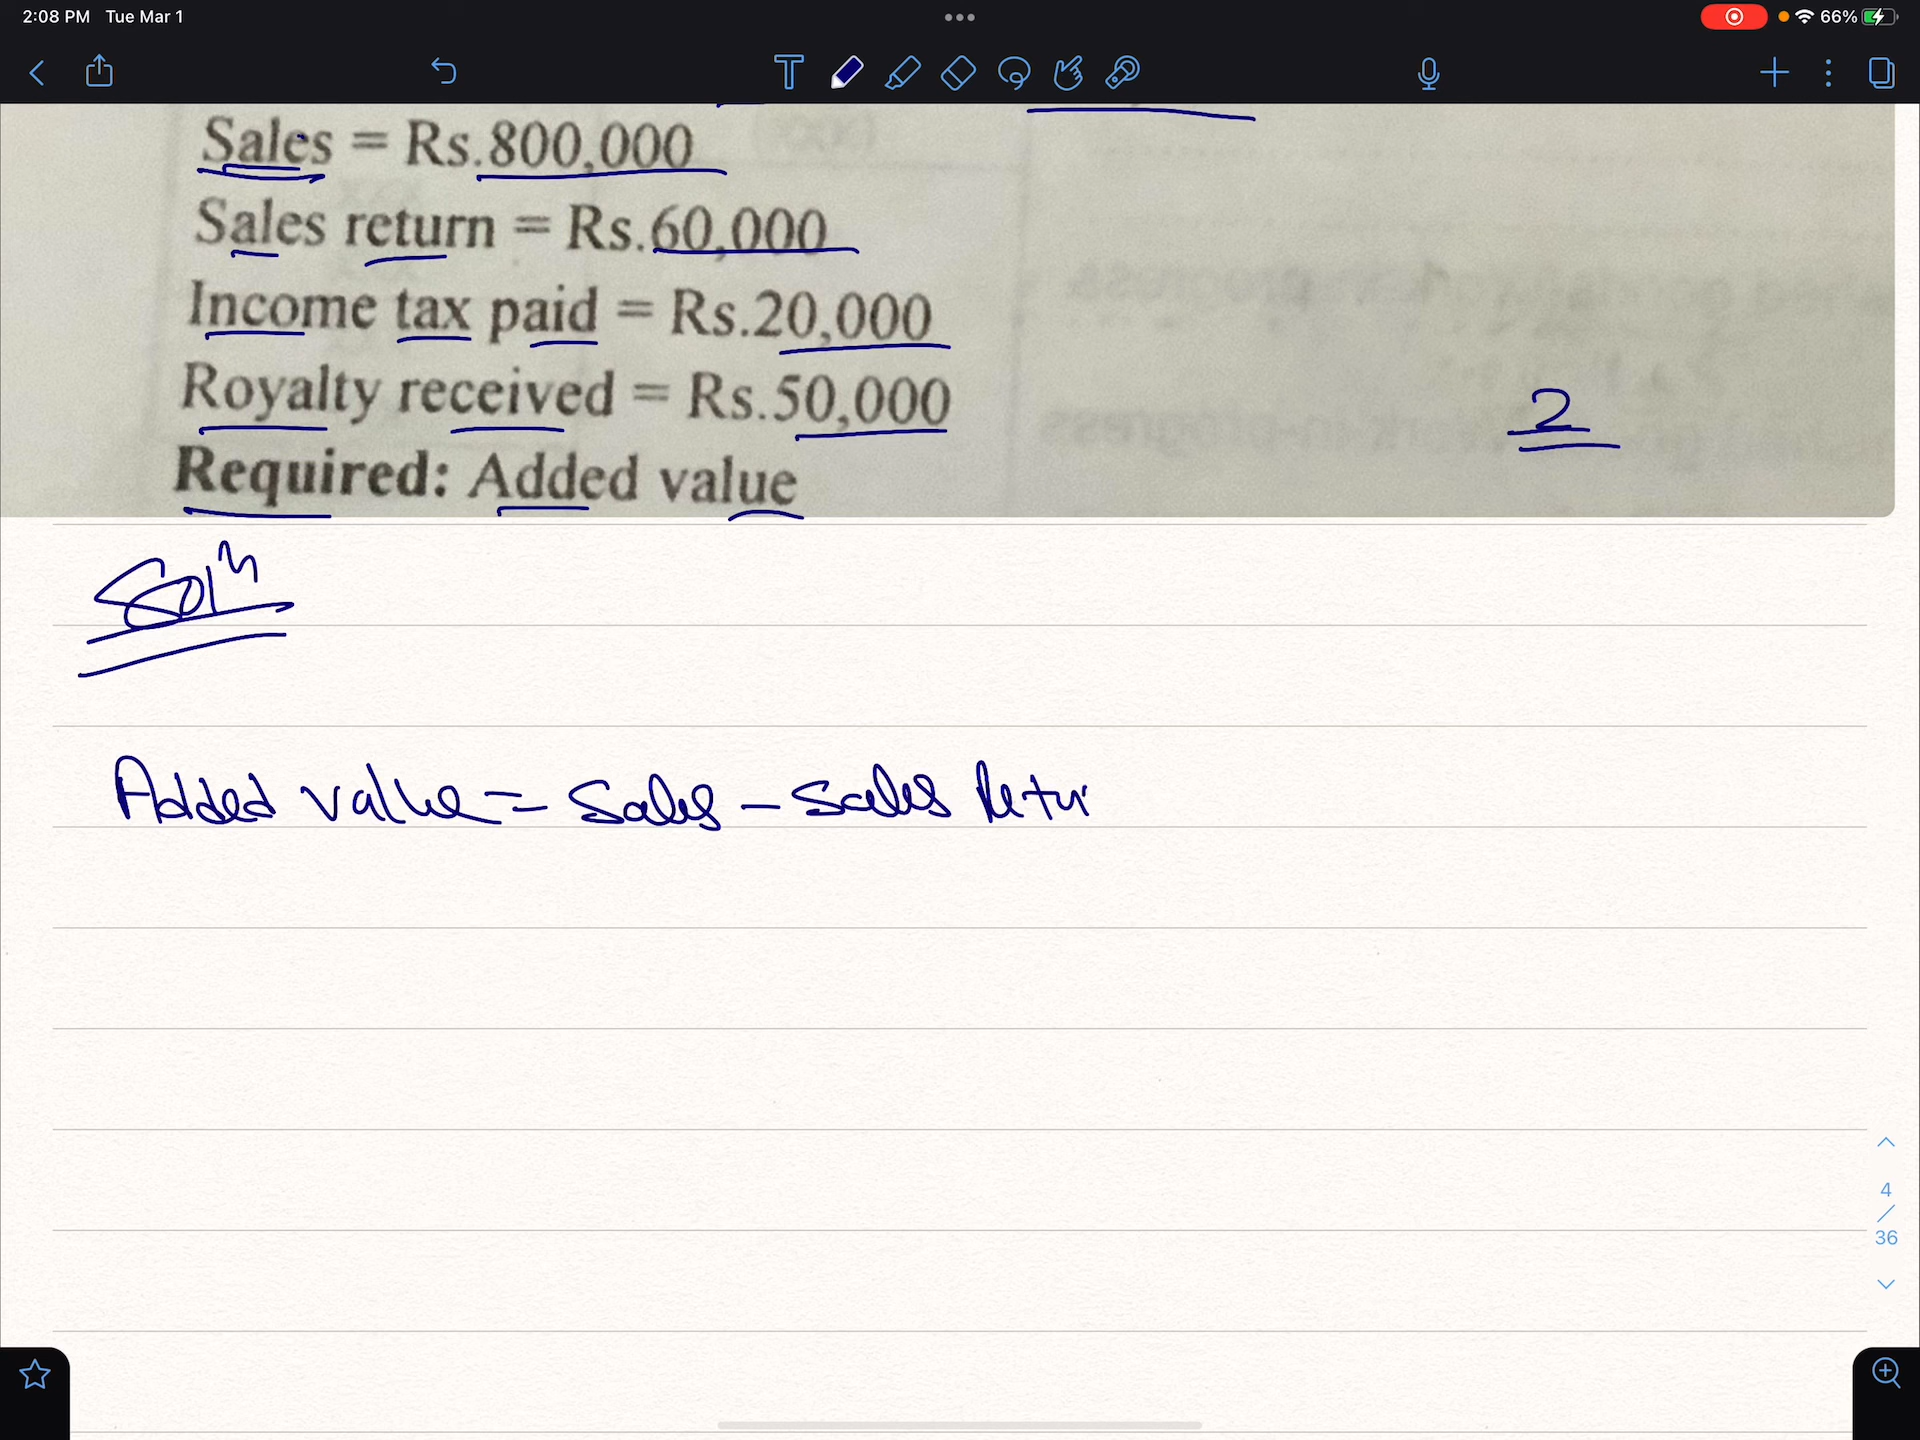 2:08 PM Tue Mar 1
66%
Sales = Rs.800,000
Sales return = Rs.60,000
Income tax paid = Rs.20,000
Royalty received = Rs.50,000
2
Required: Added value
Solⁿ
Added value = Sales - Sales Retur
4
/
36